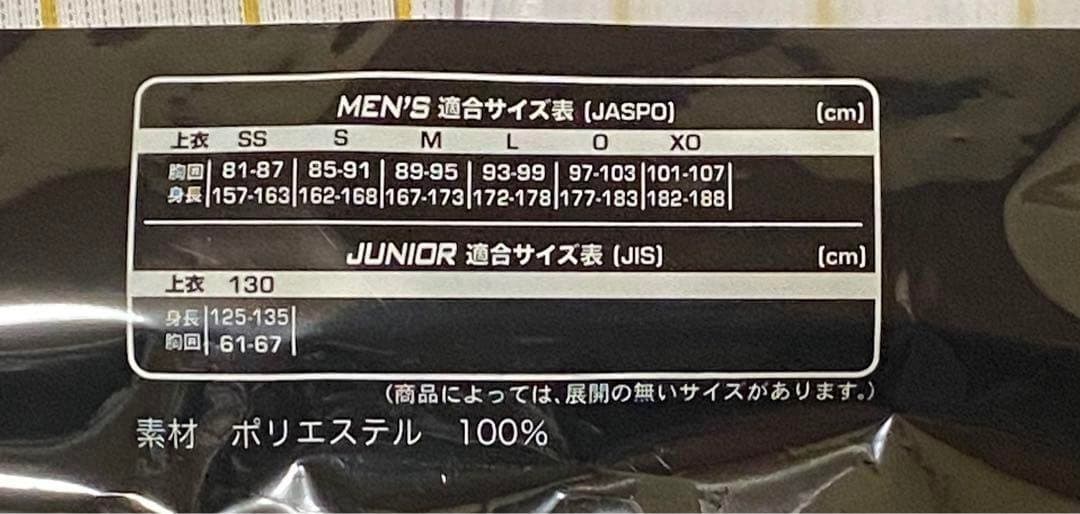 MEN'S 適合サイズ表 (JASPO) (cm)
上衣 SS S M L O XO
胸囲 81-87 85-91 89-95 93-99 97-103 101-107
身長 157-163 162-168 167-173 172-178 177-183 182-188
JUNIOR 適合サイズ表 (JIS) (cm)
上衣 130
身長 125-135
胸囲 61-67
(商品によっては、展開の無いサイズがあります。)
素材 ポリエステル 100%